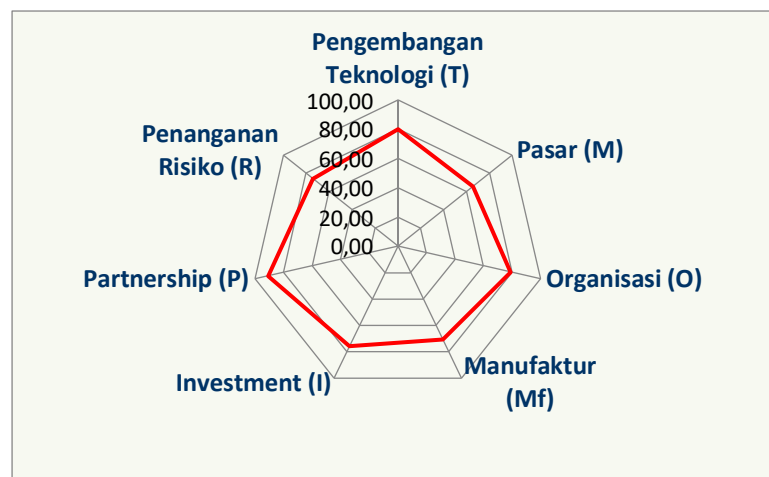 Pengembangan
Teknologi (T)
100,00
80,00
60,00
40,00
20,00
0,00
Pasar (M)
Organisasi (O)
Manufaktur
(Mf)
Investment (I)
Partnership (P)
Penanganan
Risiko (R)